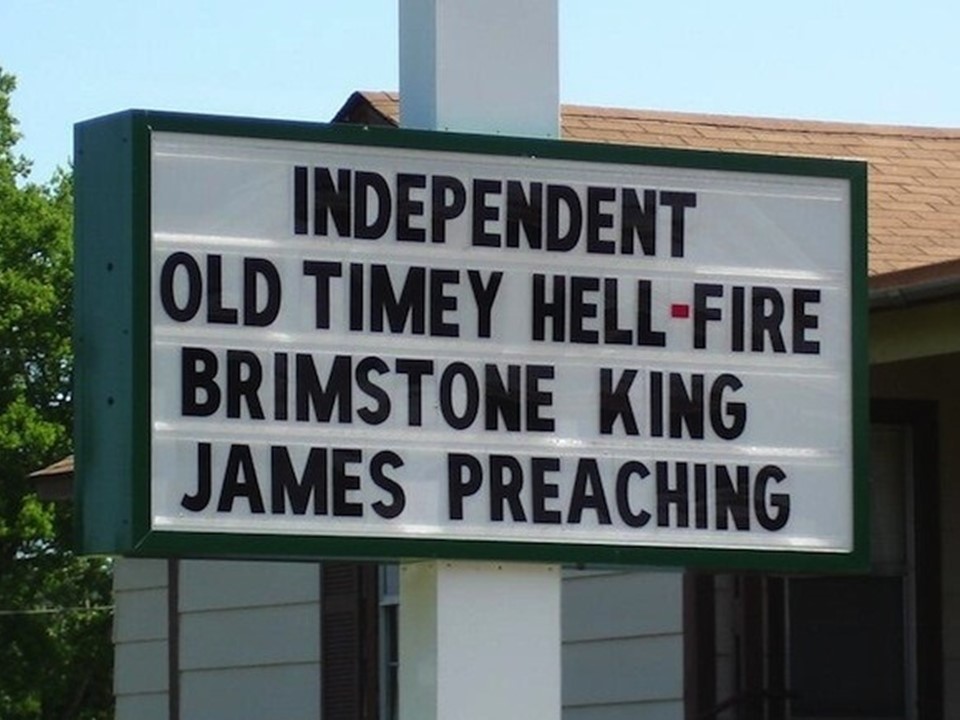 INDEPENDENT
OLD TIMEY HELL-FIRE
BRIMSTONE KING
JAMES PREACHING